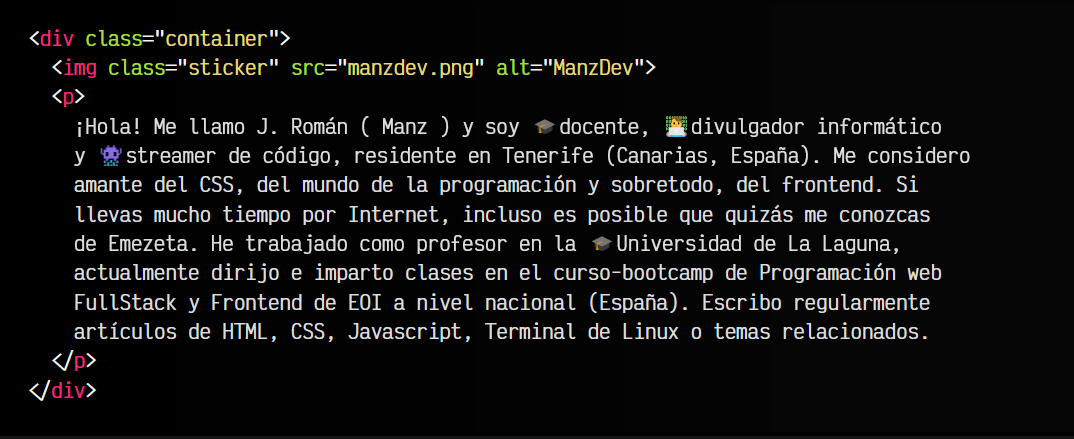 <div class="container">
<img class="sticker" src="manzdev.png" alt="ManzDev">
<p>
¡Hola! Me llamo J. Román ( Manz ) y soy 🎓docente, 👨‍💻divulgador informático
y 👾streamer de código, residente en Tenerife (Canarias, España). Me considero
amante del CSS, del mundo de la programación y sobretodo, del frontend. Si
llevas mucho tiempo por Internet, incluso es posible que quizás me conozcas
de Emezeta. He trabajado como profesor en la 🎓Universidad de La Laguna,
actualmente dirijo e imparto clases en el curso-bootcamp de Programación web
FullStack y Frontend de EOI a nivel nacional (España). Escribo regularmente
artículos de HTML, CSS, Javascript, Terminal de Linux o temas relacionados.
</p>
</div>